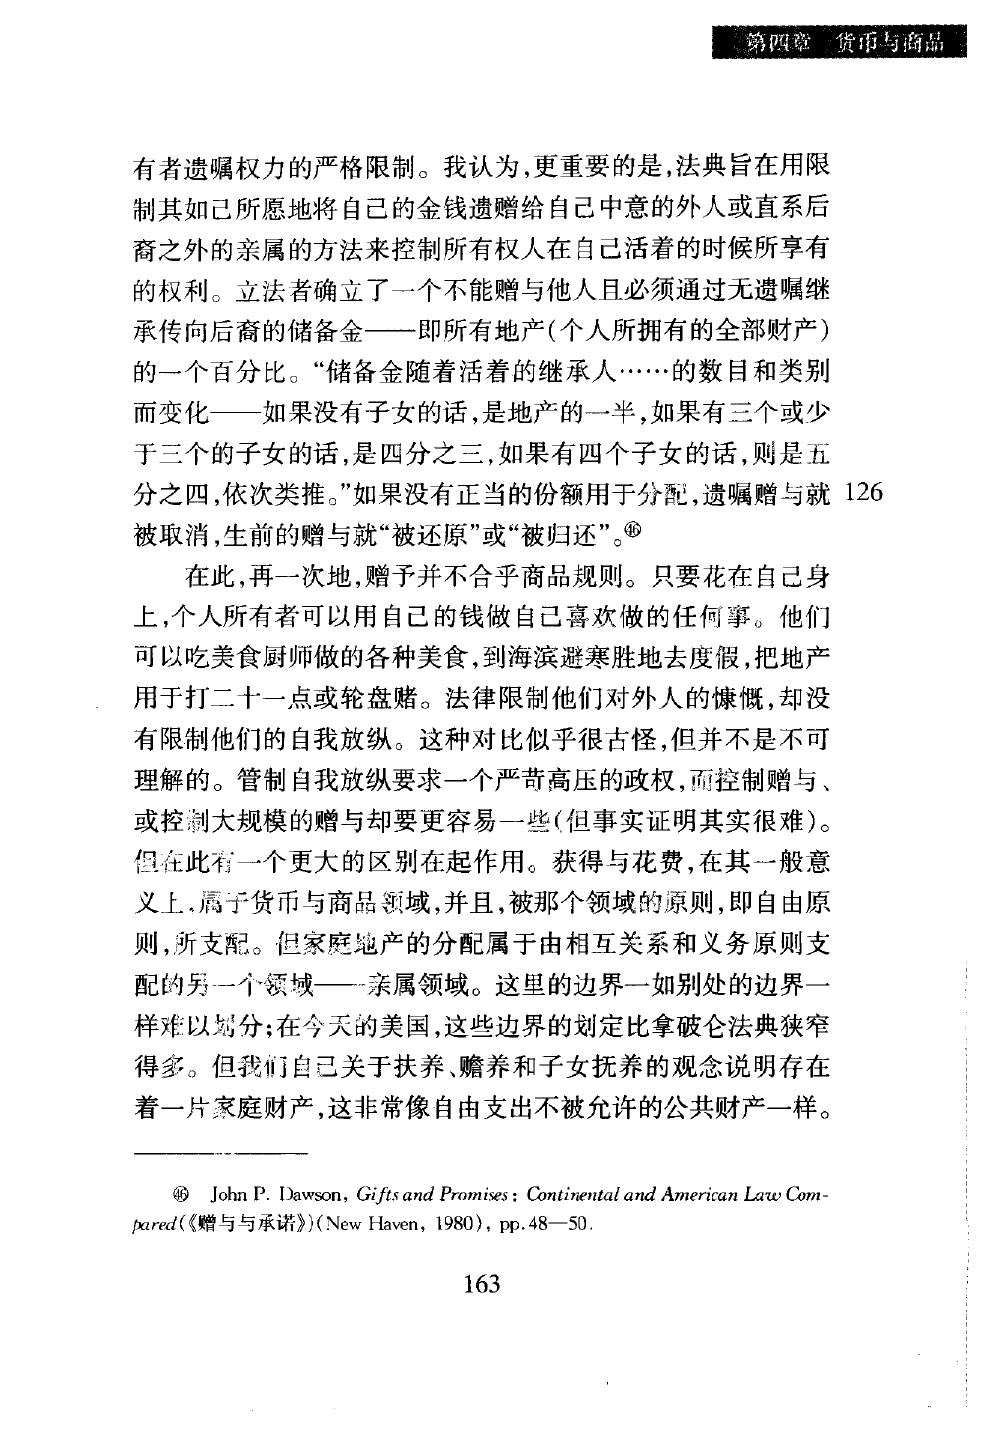 第四章 货币与商品
有者遗嘱权力的严格限制。我认为,更重要的是,法典旨在用限
制其如己所愿地将自己的金钱遗赠给自己中意的外人或直系后
裔之外的亲属的方法来控制所有权人在自己活着的时候所享有
的权利。立法者确立了一个不能赠与他人且必须通过无遗嘱继
承传向后裔的储备金——即所有地产(个人所拥有的全部财产)
的一个百分比。“储备金随着活着的继承人……的数目和类别
而变化——如果没有子女的话,是地产的一半,如果有三个或少
于三个的子女的话,是四分之三,如果有四个子女的话,则是五
分之四,依次类推。”如果没有正当的份额用于分配,遗嘱赠与就 126
被取消,生前的赠与就“被还原”或“被归还”。㊻
在此,再一次地,赠予并不合乎商品规则。只要花在自己身
上,个人所有者可以用自己的钱做自己喜欢做的任何事。他们
可以吃美食厨师做的各种美食,到海滨避寒胜地去度假,把地产
用于打二十一点或轮盘赌。法律限制他们对外人的慷慨,却没
有限制他们的自我放纵。这种对比似乎很古怪,但并不是不可
理解的。管制自我放纵要求一个严苛高压的政权,而控制赠与、
或控制大规模的赠与却要更容易一些(但事实证明其实很难)。
但在此有一个更大的区别在起作用。获得与花费,在其一般意
义上,属于货币与商品领域,并且,被那个领域的原则,即自由原
则,所支配。但家庭地产的分配属于由相互关系和义务原则支
配的另一个领域——亲属领域。这里的边界一如别处的边界一
样难以划分;在今天的美国,这些边界的划定比拿破仑法典狭窄
得多。但我们自己关于扶养、赡养和子女抚养的观念说明存在
着一片家庭财产,这非常像自由支出不被允许的公共财产一样。
㊻ John P. Dawson, Gifts and Promises: Continental and American Law Com-
pared(《赠与与承诺》)(New Haven, 1980), pp.48—50.
163